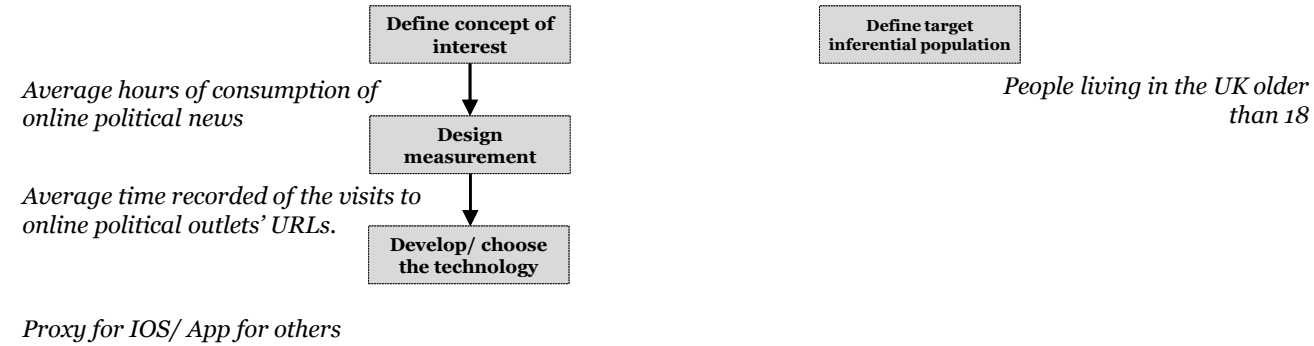 Define concept of
interest
Define target
inferential population
Average hours of consumption of
online political news
People living in the UK older
than 18
Design
measurement
Average time recorded of the visits to
online political outlets’ URLs.
Develop/ choose
the technology
Proxy for IOS/ App for others